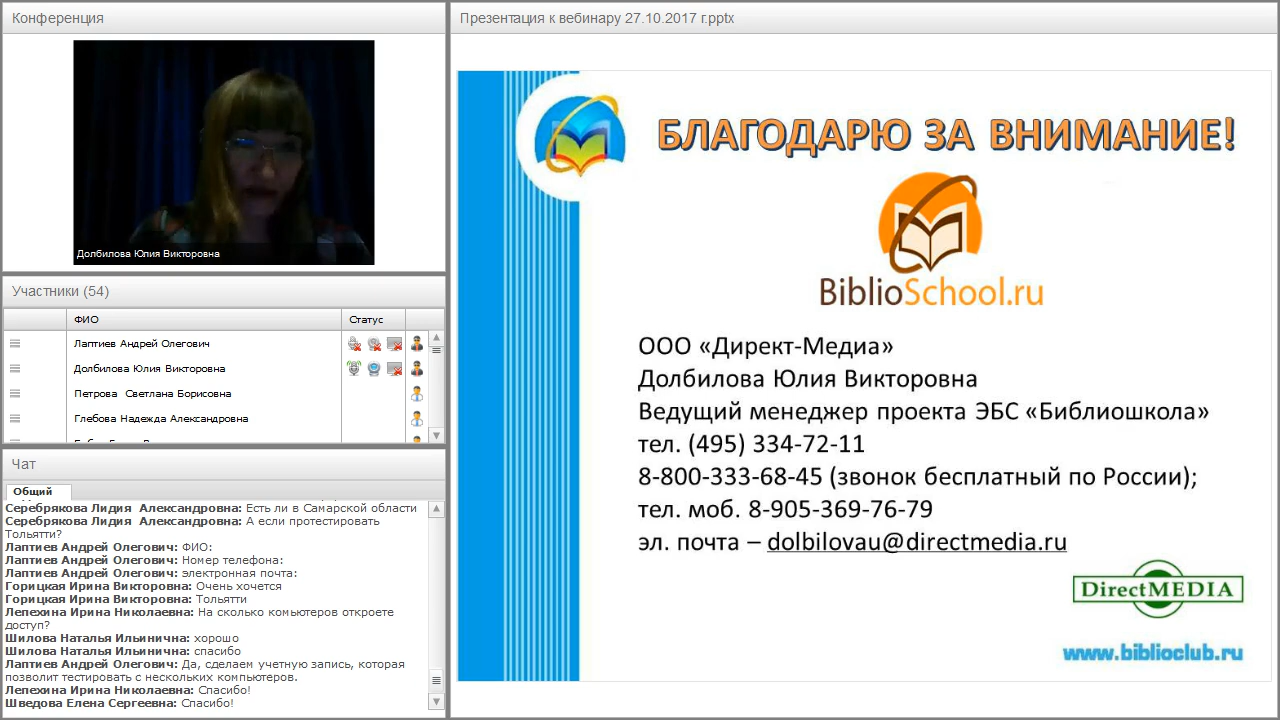 Конференция
Долбилова Юлия Викторовна
Участники (54)
ФИО
Статус
Лаптиев Андрей Олегович
Долбилова Юлия Викторовна
Петрова Светлана Борисовна
Глебова Надежда Александровна
Чат
Общий
Серебрякова Лидия Александровна: Есть ли в Самарской области
Серебрякова Лидия Александровна: А если протестировать
Тольятти?
Лаптиев Андрей Олегович: ФИО:
Лаптиев Андрей Олегович: Номер телефона:
Лаптиев Андрей Олегович: электронная почта:
Горицкая Ирина Викторовна: Очень хочется
Горицкая Ирина Викторовна: Тольятти
Лепехина Ирина Николаевна: На сколько комьютеров откроете
доступ?
Шилова Наталья Ильинична: хорошо
Шилова Наталья Ильинична: спасибо
Лаптиев Андрей Олегович: Да, сделаем учетную запись, которая
позволит тестировать с нескольких компьютеров.
Лепехина Ирина Николаевна: Спасибо!
Шведова Елена Сергеевна: Спасибо!
Презентация к вебинару 27.10.2017 г.pptx
БЛАГОДАРЮ ЗА ВНИМАНИЕ!
BiblioSchool.ru
ООО «Директ-Медиа»
Долбилова Юлия Викторовна
Ведущий менеджер проекта ЭБС «Библиошкола»
тел. (495) 334-72-11
8-800-333-68-45 (звонок бесплатный по России);
тел. моб. 8-905-369-76-79
эл. почта – dolbilovau@directmedia.ru
DirectMEDIA
www.biblioclub.ru